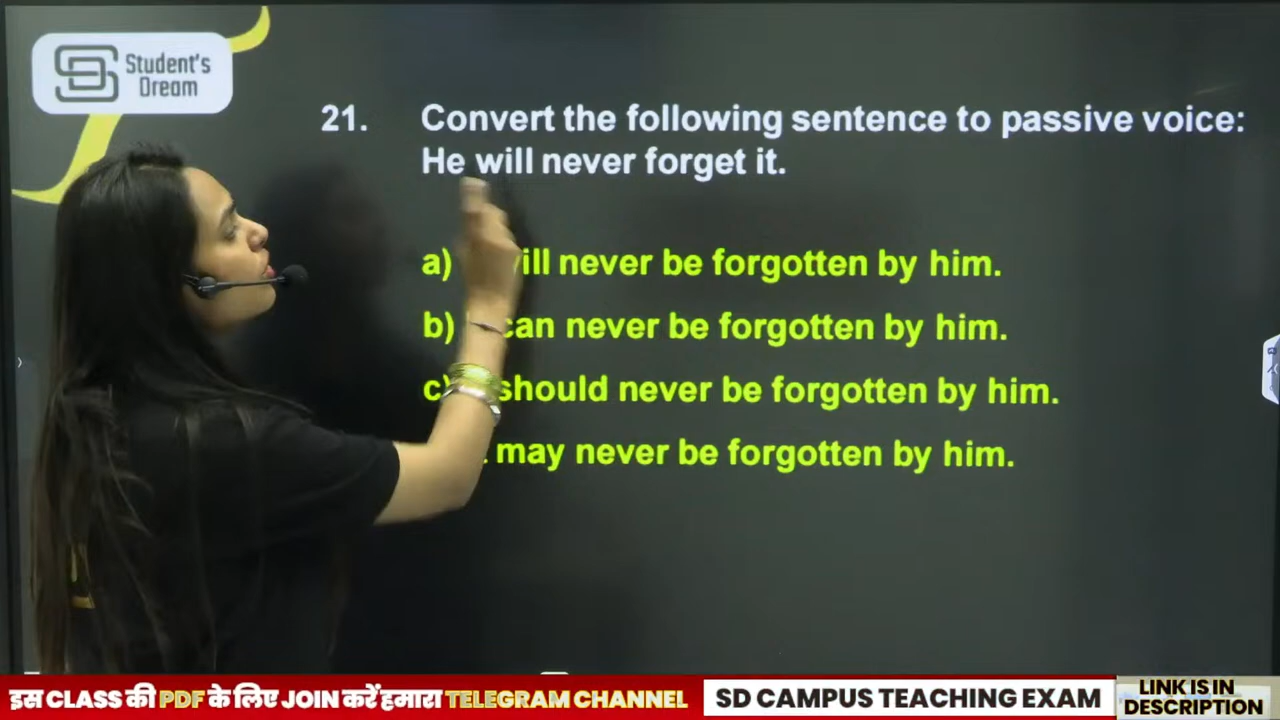 Student's
Dream
21. Convert the following sentence to passive voice:
He will never forget it.
a) ill never be forgotten by him.
b) can never be forgotten by him.
c) should never be forgotten by him.
may never be forgotten by him.
इस CLASS की PDF के लिए JOIN करें हमारा TELEGRAM CHANNEL
SD CAMPUS TEACHING EXAM
LINK IS IN
DESCRIPTION